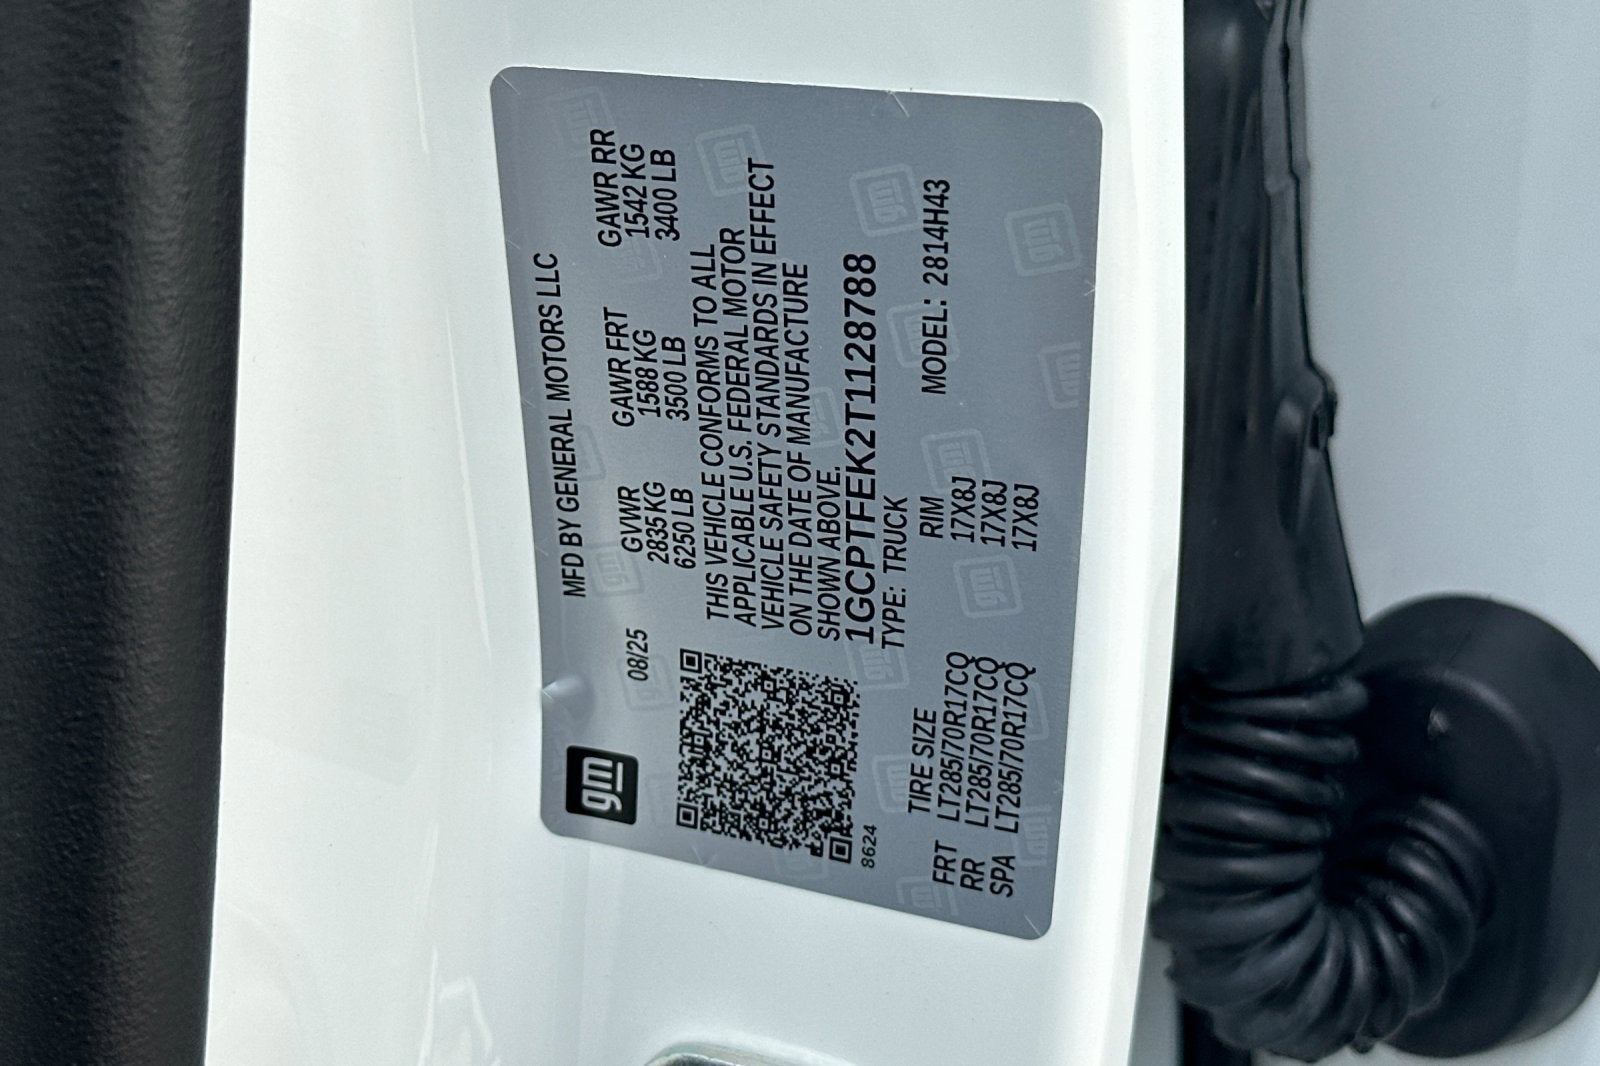 gm
MFD BY GENERAL MOTORS LLC
08/25 GVWR GAWR FRT GAWR RR
2835 KG 1588 KG 1542 KG
6250 LB 3500 LB 3400 LB
THIS VEHICLE CONFORMS TO ALL
APPLICABLE U.S. FEDERAL MOTOR
VEHICLE SAFETY STANDARDS IN EFFECT
ON THE DATE OF MANUFACTURE
SHOWN ABOVE.
1GCPTFEK2T1128788
8624 TYPE: TRUCK MODEL: 2814H43
TIRE SIZE RIM
FRT LT285/70R17CQ 17X8J
RR LT285/70R17CQ 17X8J
SPA LT285/70R17CQ 17X8J